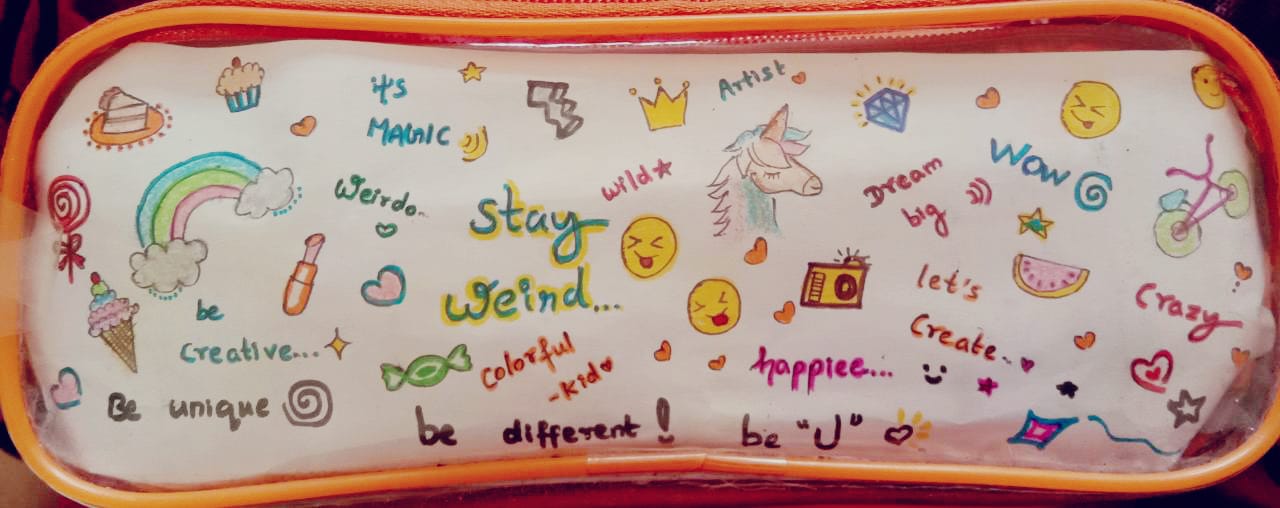 it's
MAGIC
Artist
Wow
Weirdo..
stay
weird...
wild
Dream
big
be
creative...
let's
Create..
Crazy
Colorful
-kid
happiee...
Be unique
be different!
be "U"